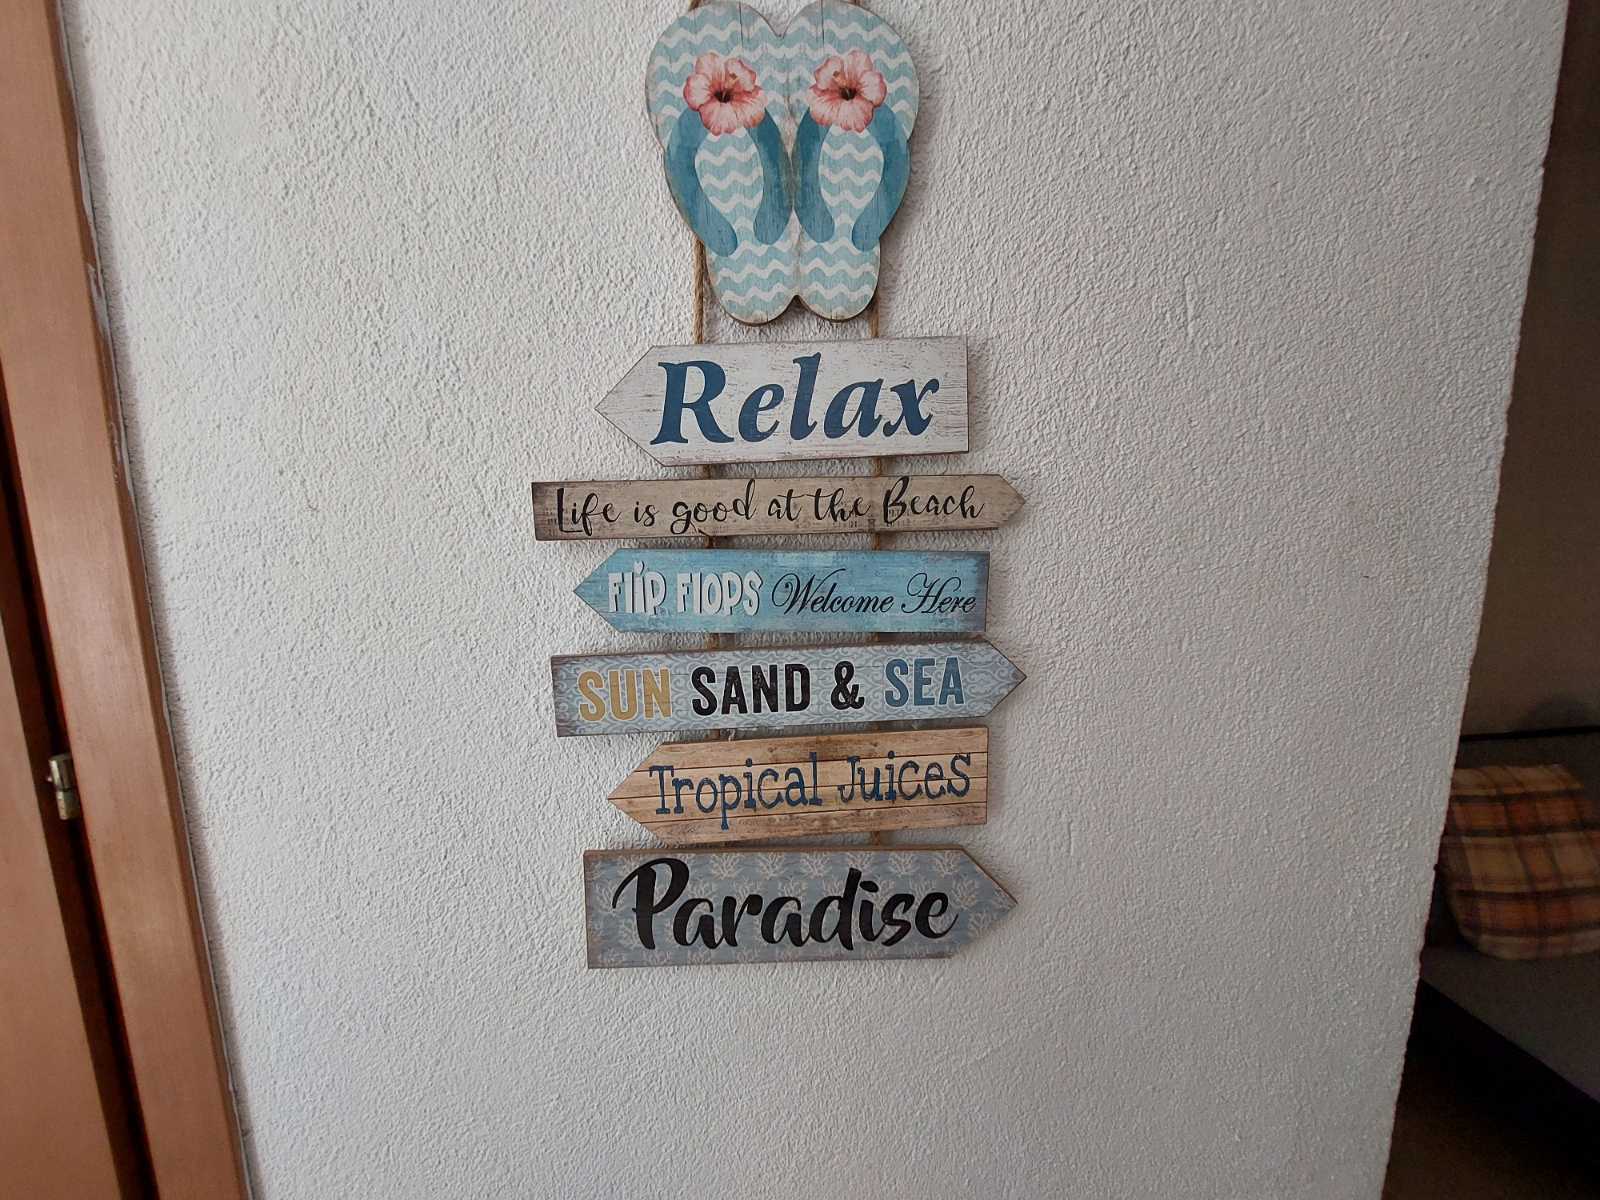 Relax
Life is good at the Beach
Flip Flops Welcome Here
SUN SAND & SEA
Tropical Juices
Paradise